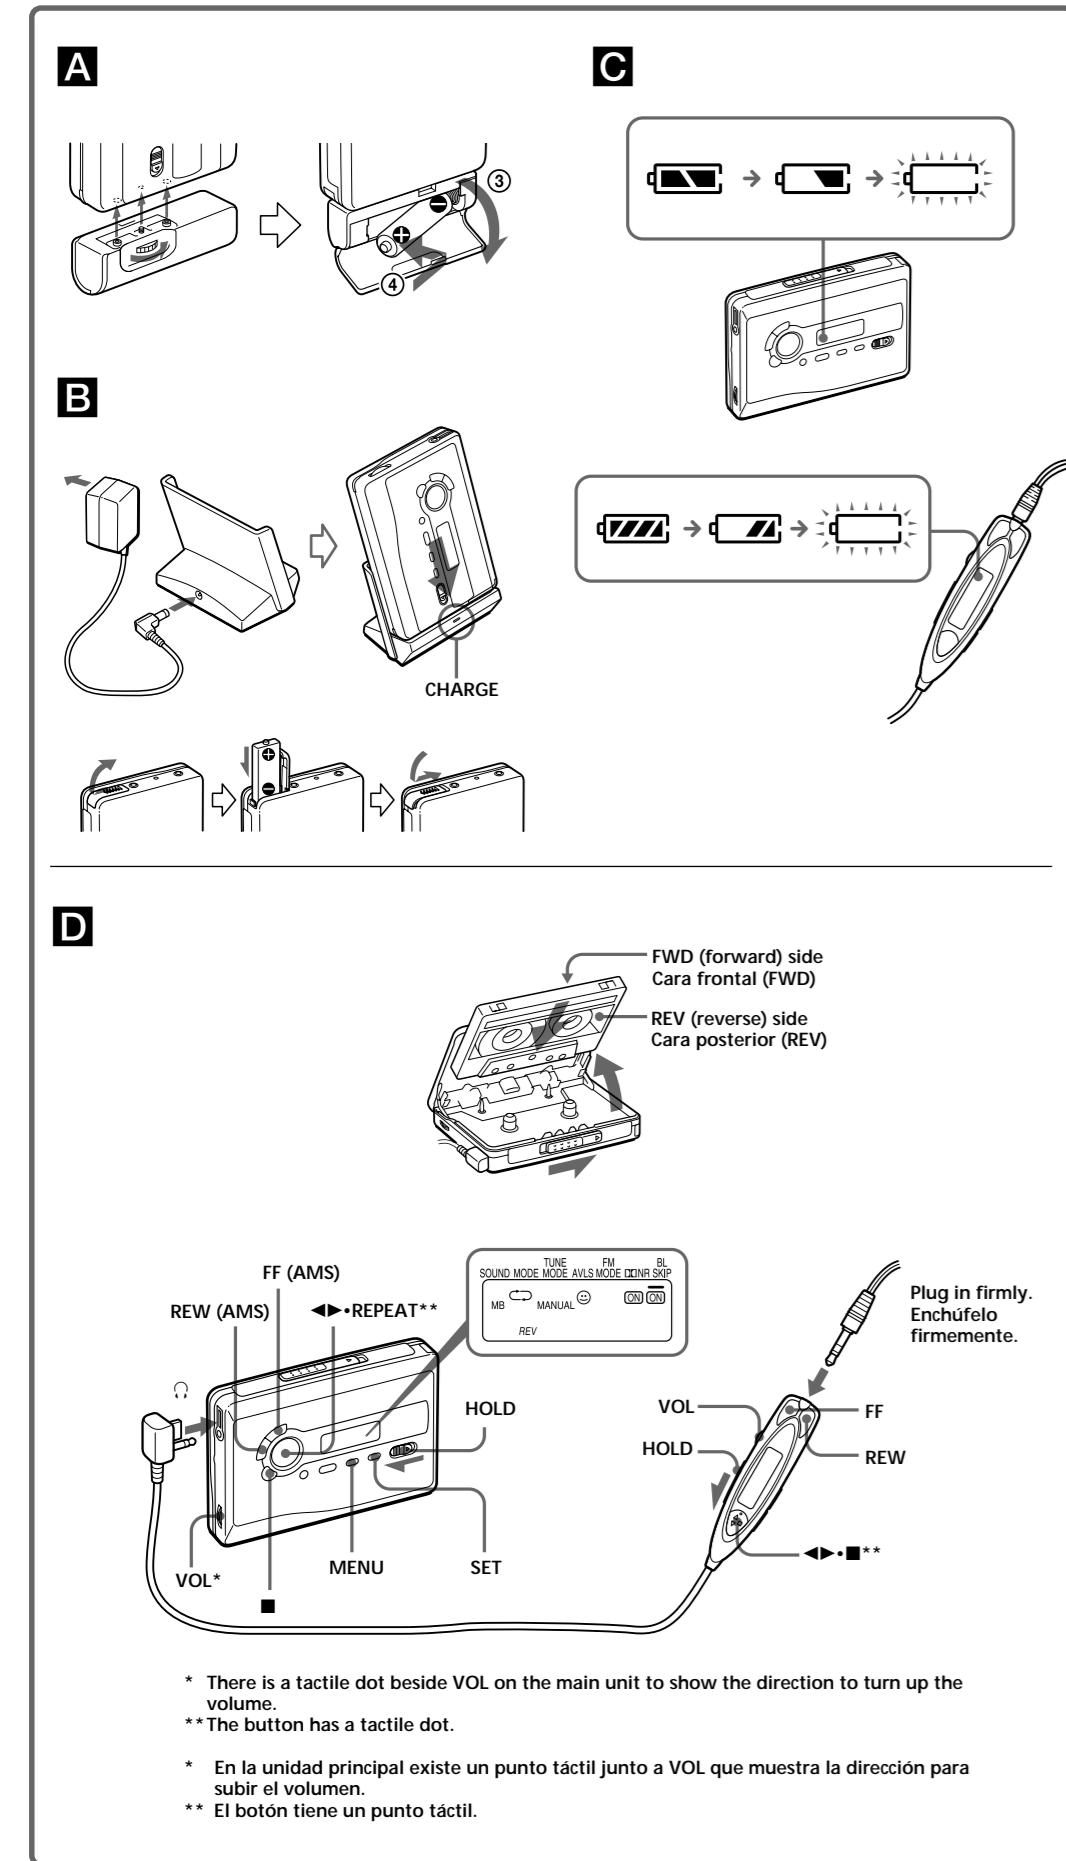 A
C
③
④
B
CHARGE
D
FWD (forward) side
Cara frontal (FWD)
REV (reverse) side
Cara posterior (REV)
TUNE FM BL
SOUND MODE MODE AVLS MODE NR SKIP
MB MANUAL ON ON
REV
FF (AMS)
REW (AMS)
◀▶•REPEAT**
HOLD
VOL*
■
MENU
SET
Plug in firmly.
Enchúfelo
firmemente.
VOL
HOLD
FF
REW
◀▶•■**
* There is a tactile dot beside VOL on the main unit to show the direction to turn up the
volume.
**The button has a tactile dot.
* En la unidad principal existe un punto táctil junto a VOL que muestra la dirección para
subir el volumen.
** El botón tiene un punto táctil.